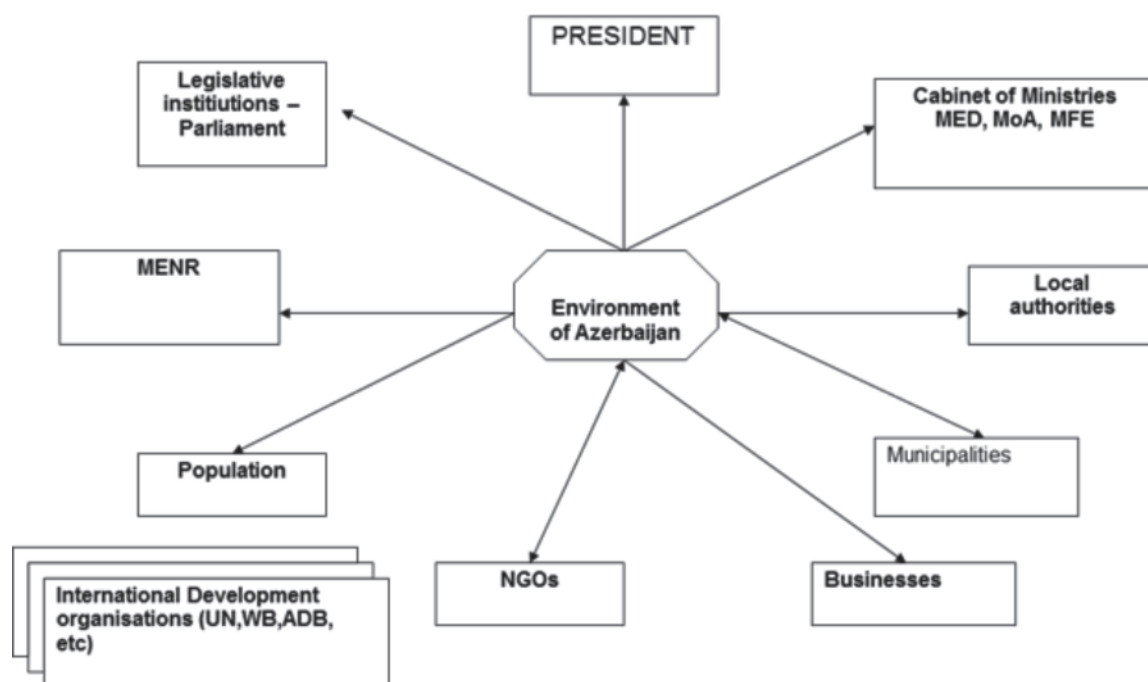 PRESIDENT
Legislative
institiutions –
Parliament
Cabinet of Ministries
MED, MoA, MFE
MENR
Environment
of Azerbaijan
Local
authorities
Population
Municipalities
International Development
organisations (UN,WB,ADB,
etc)
NGOs
Businesses